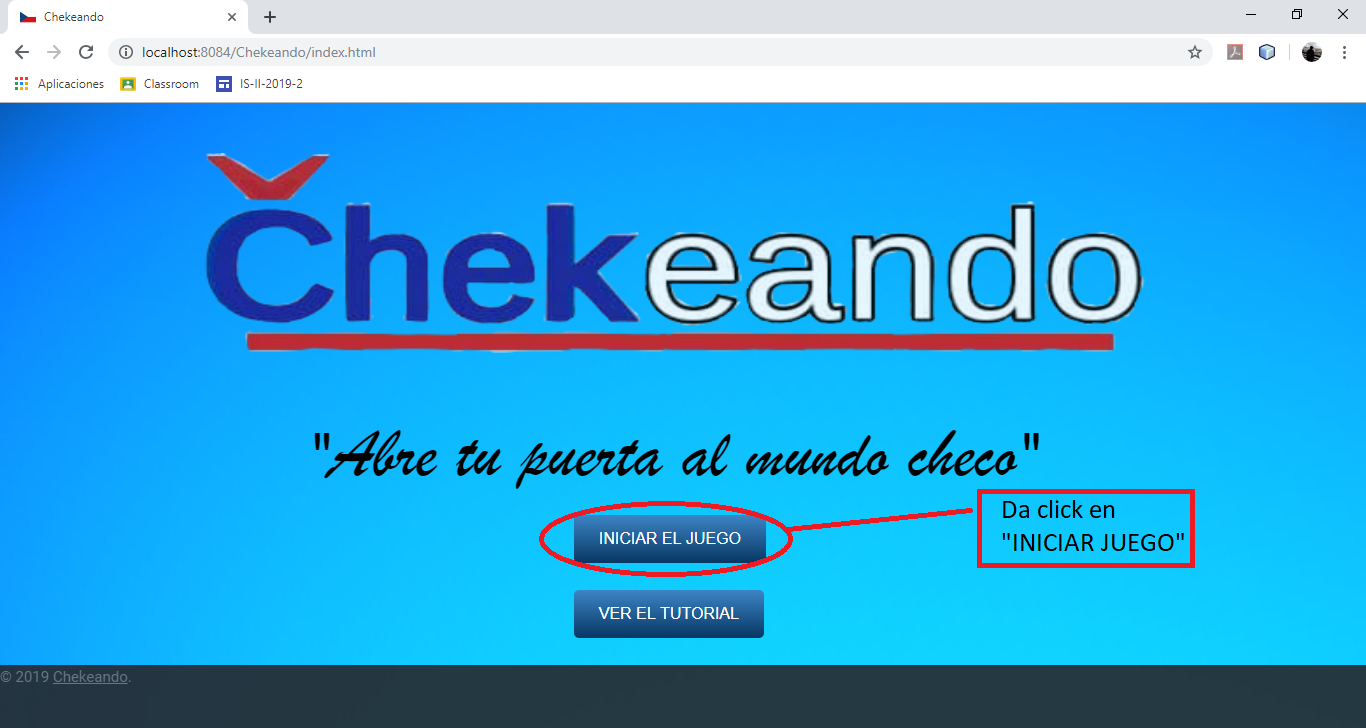 Chekeando
localhost:8084/Chekeando/index.html
Aplicaciones Classroom IS-II-2019-2
Čhekeando
"Abre tu puerta al mundo checo"
INICIAR EL JUEGO
Da click en
"INICIAR JUEGO"
VER EL TUTORIAL
© 2019 Chekeando.